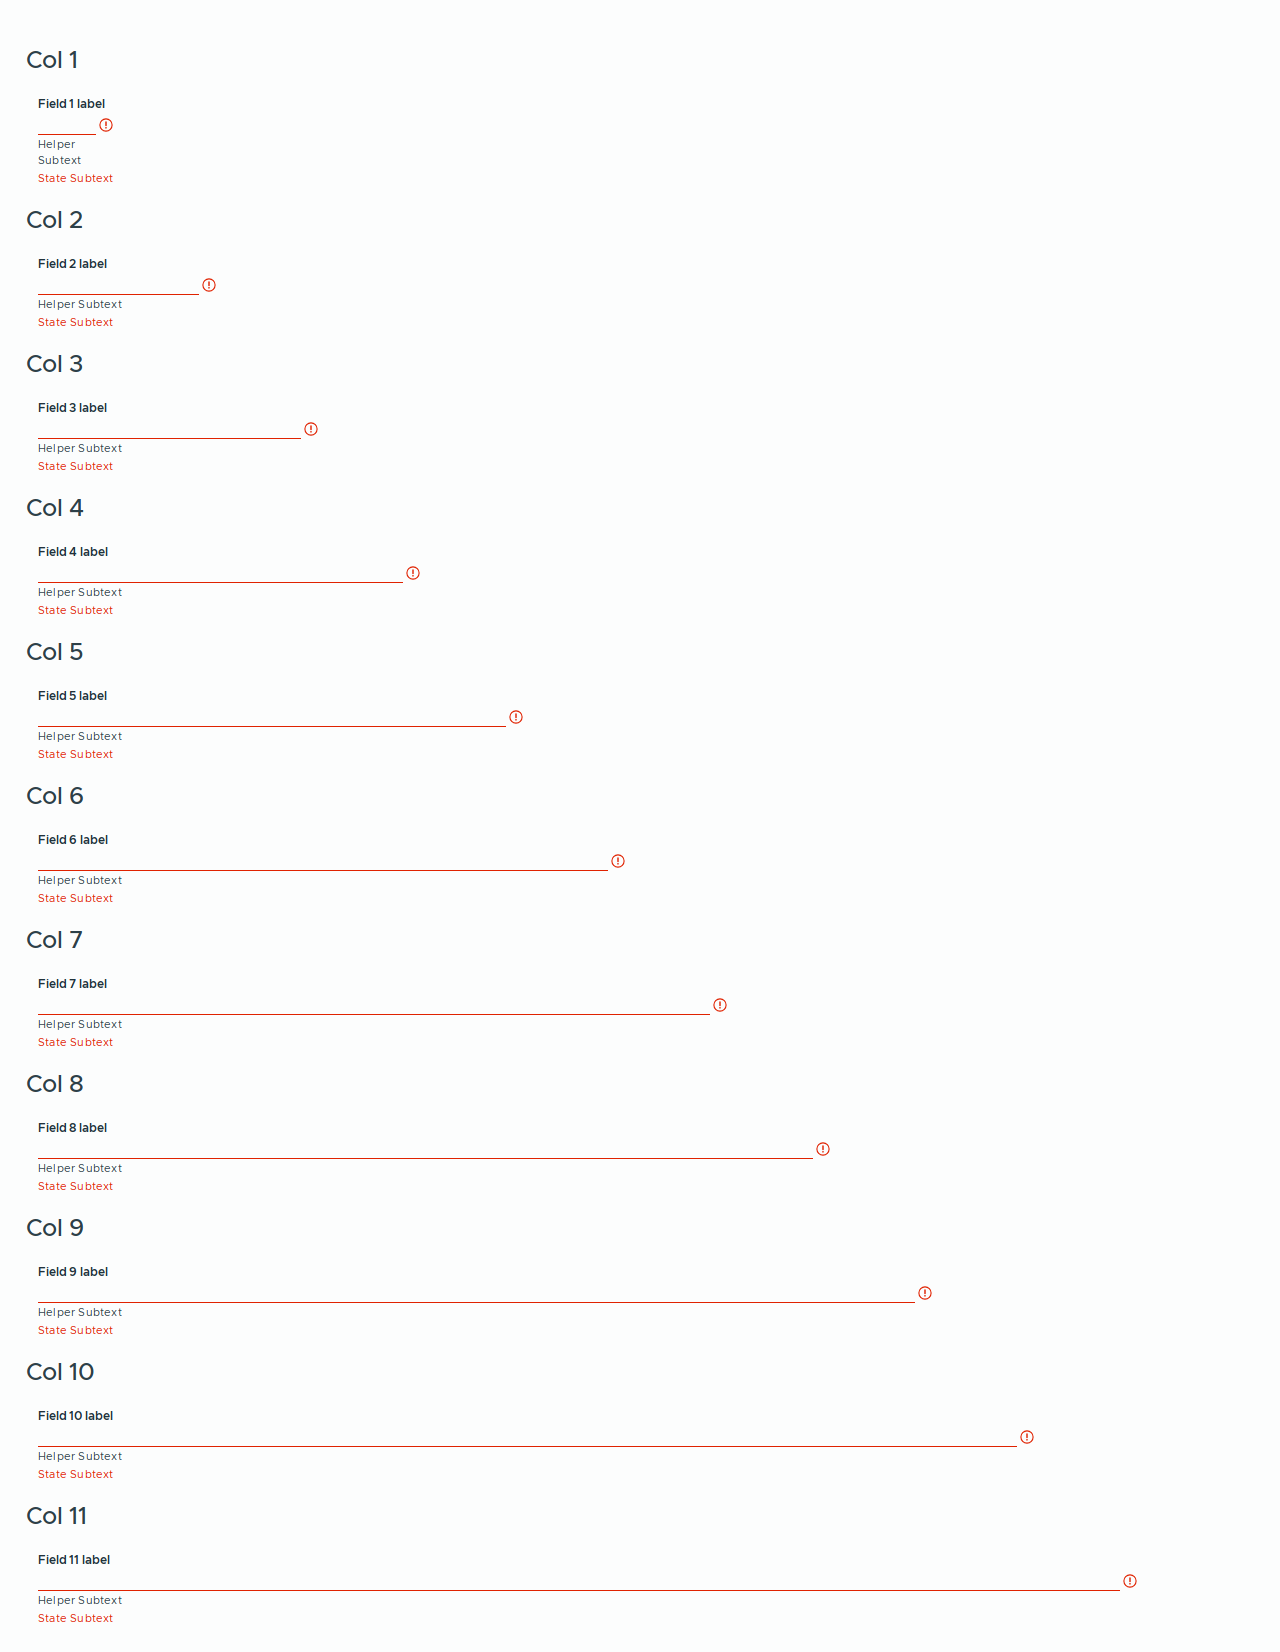 Col 1
Field 1 label
Helper
Subtext
State Subtext
Col 2
Field 2 label
Helper Subtext
State Subtext
Col 3
Field 3 label
Helper Subtext
State Subtext
Col 4
Field 4 label
Helper Subtext
State Subtext
Col 5
Field 5 label
Helper Subtext
State Subtext
Col 6
Field 6 label
Helper Subtext
State Subtext
Col 7
Field 7 label
Helper Subtext
State Subtext
Col 8
Field 8 label
Helper Subtext
State Subtext
Col 9
Field 9 label
Helper Subtext
State Subtext
Col 10
Field 10 label
Helper Subtext
State Subtext
Col 11
Field 11 label
Helper Subtext
State Subtext